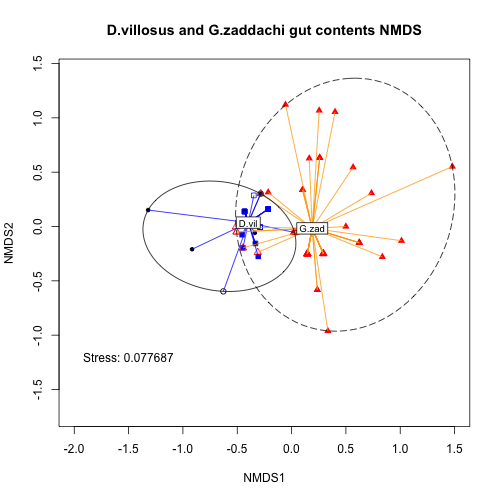 D.villosus and G.zaddachi gut contents NMDS
1.5
1.0
0.5
0.0
-0.5
-1.0
-1.5
NMDS2
D.vil
G.zad
Stress: 0.077687
-2.0 -1.5 -1.0 -0.5 0.0 0.5 1.0 1.5
NMDS1